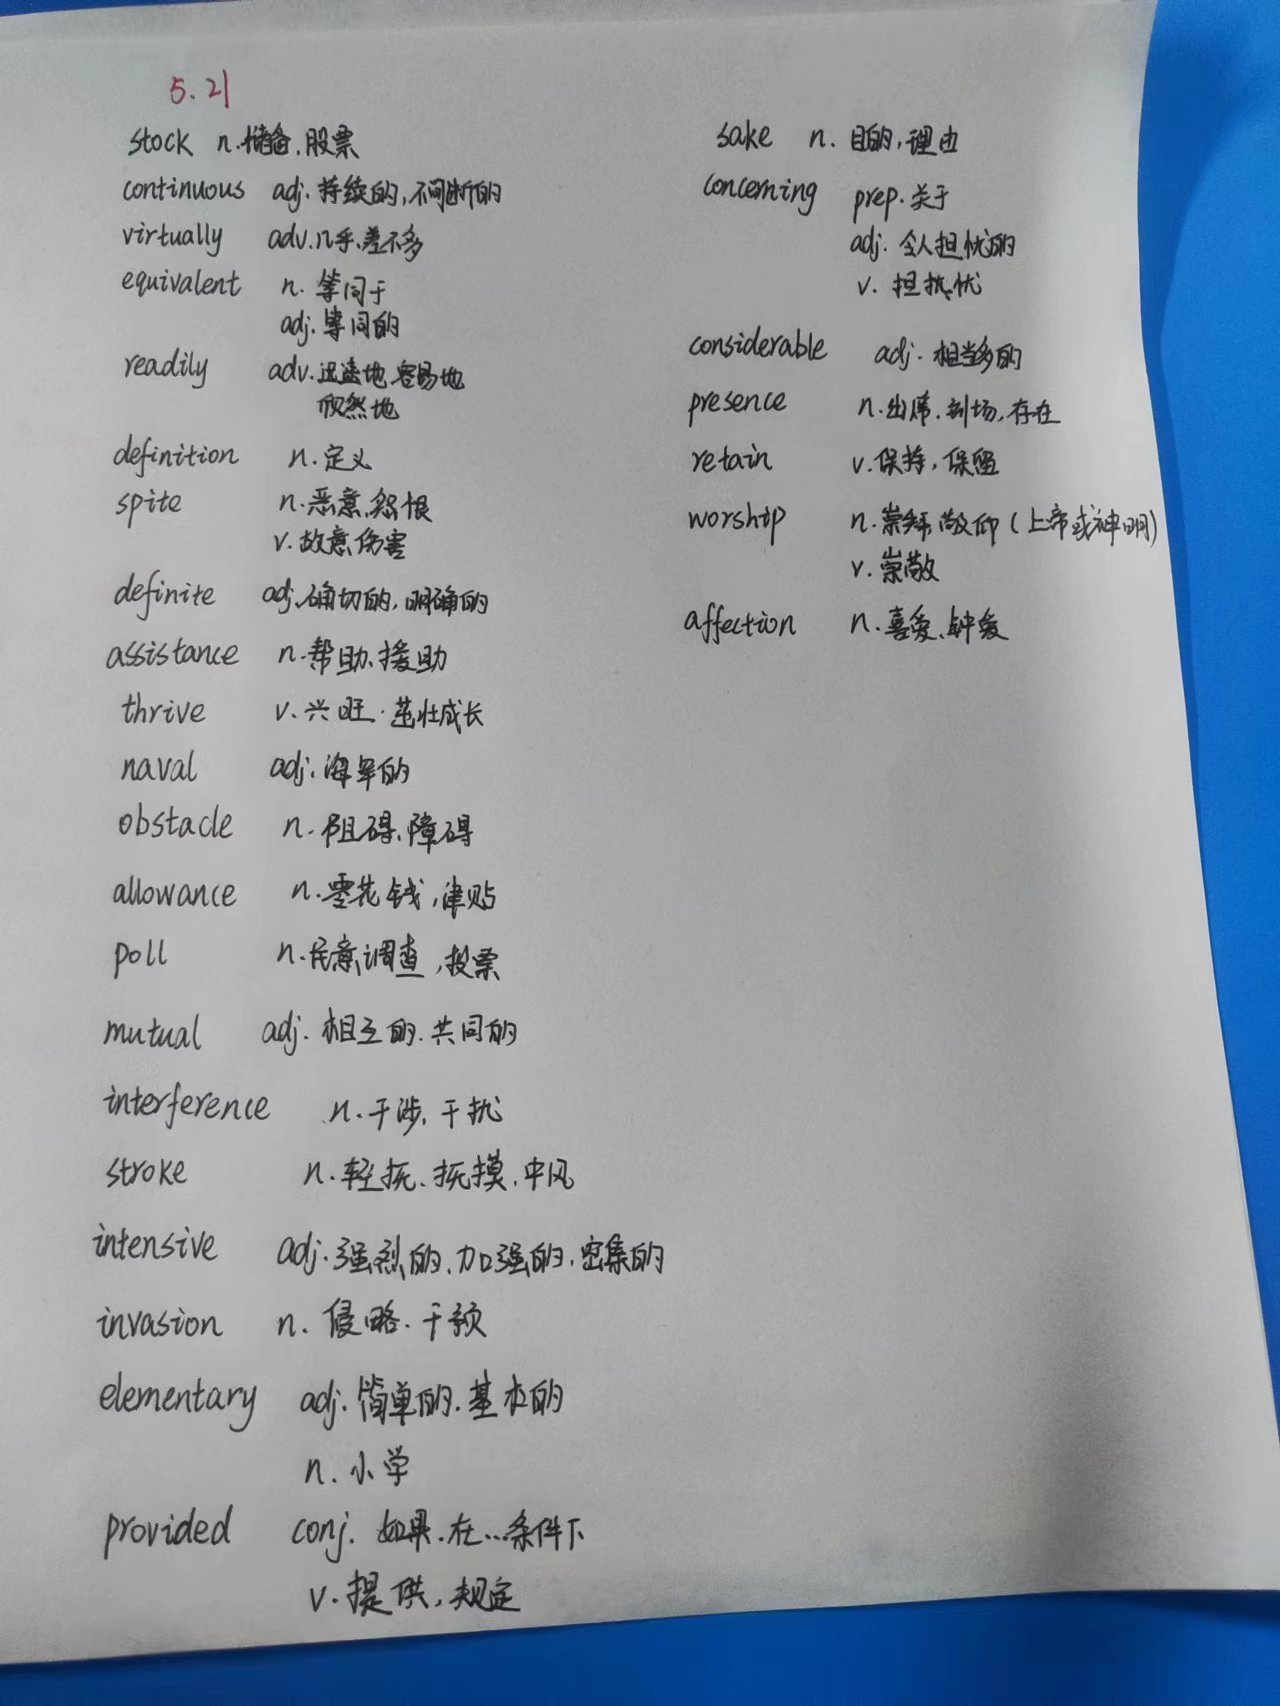 5.21
stock n.储备、股票
continuous adj.持续的,不间断的
virtually adv.几乎、差不多
equivalent n.等同于
adj.等同的
readily adv.迅速地、容易地
欣然地
definition n.定义
spite n.恶意、怨恨
v.故意伤害
definite adj.确切的,明确的
assistance n.帮助、援助
thrive v.兴旺.茁壮成长
naval adj.海军的
obstacle n.阻碍、障碍
allowance n.零花钱,津贴
poll n.民意调查,投票
mutual adj.相互的.共同的
interference n.干涉、干扰
stroke n.轻抚、抚摸、中风
intensive adj.强烈的、加强的,密集的
invasion n.侵略.干预
elementary adj.简单的.基本的
n.小学
provided conj.如果.在...条件下
v.提供,规定
sake n.目的,理由
concerning prep.关于
adj.令人担忧的
v.担扰、忧
considerable adj.相当多的
presence n.出席、到场,存在
retain v.保持,保留
worship n.崇拜、敬仰(上帝或神明)
v.崇敬
affection n.喜爱、钟爱